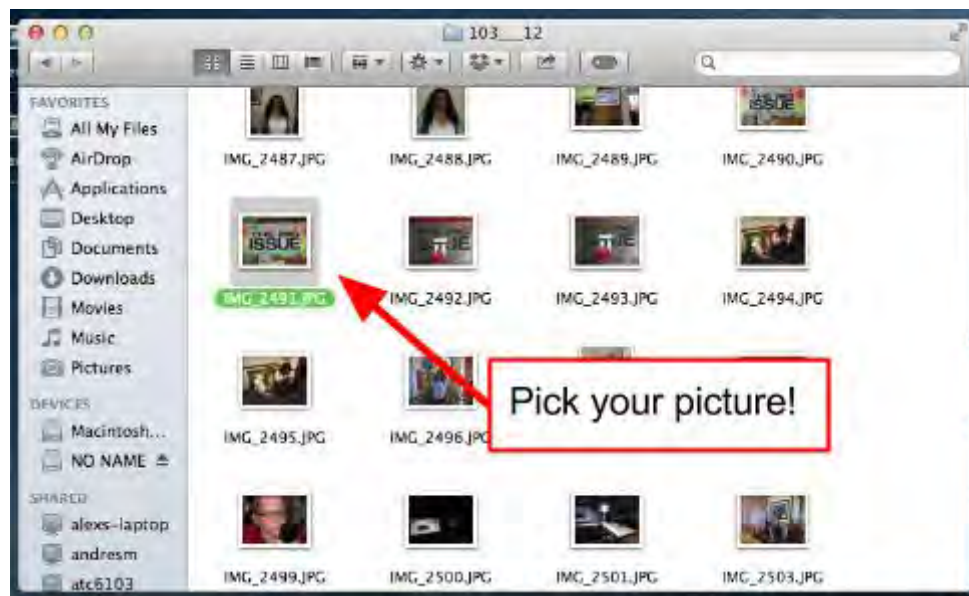 103__12
FAVORITES
All My Files
AirDrop
Applications
Desktop
Documents
Downloads
Movies
Music
Pictures
DEVICES
Macintosh...
NO NAME
SHARED
alexs-laptop
andresm
atc6103
ISSUE
IMG_2487.JPG
IMG_2488.JPG
IMG_2489.JPG
IMG_2490.JPG
ISSUE
IMG_2491.JPG
IMG_2492.JPG
IMG_2493.JPG
IMG_2494.JPG
Pick your picture!
IMG_2495.JPG
IMG_2496.JPG
IMG_2499.JPG
IMG_2500.JPG
IMG_2501.JPG
IMG_2503.JPG